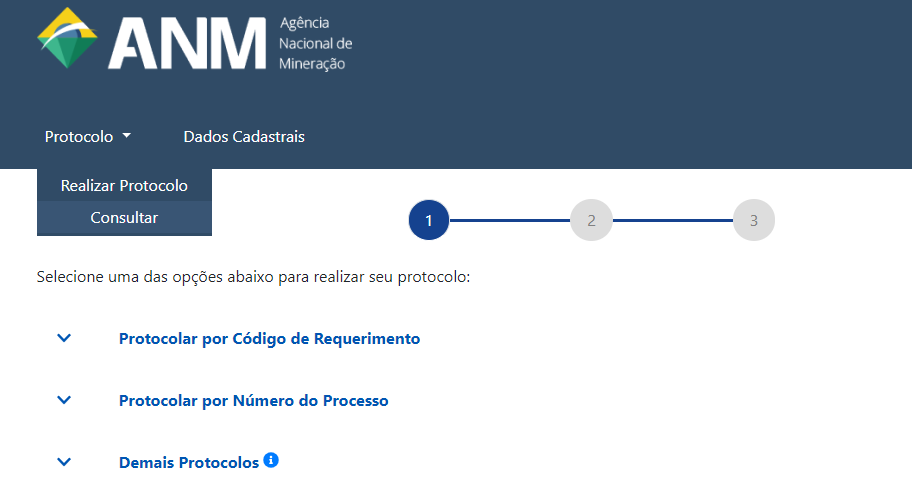 ANM
Agência
Nacional de
Mineração
Protocolo
Dados Cadastrais
Realizar Protocolo
Consultar
1
2
3
Selecione uma das opções abaixo para realizar seu protocolo:
Protocolar por Código de Requerimento
Protocolar por Número do Processo
Demais Protocolos